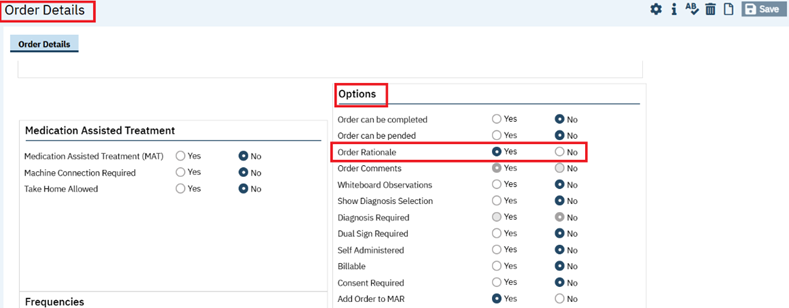 Order Details
Save
Order Details
Medication Assisted Treatment
Medication Assisted Treatment (MAT) Yes No
Machine Connection Required Yes No
Take Home Allowed Yes No
Frequencies
Options
Order can be completed Yes No
Order can be pended Yes No
Order Rationale Yes No
Order Comments Yes No
Whiteboard Observations Yes No
Show Diagnosis Selection Yes No
Diagnosis Required Yes No
Dual Sign Required Yes No
Self Administered Yes No
Billable Yes No
Consent Required Yes No
Add Order to MAR Yes No